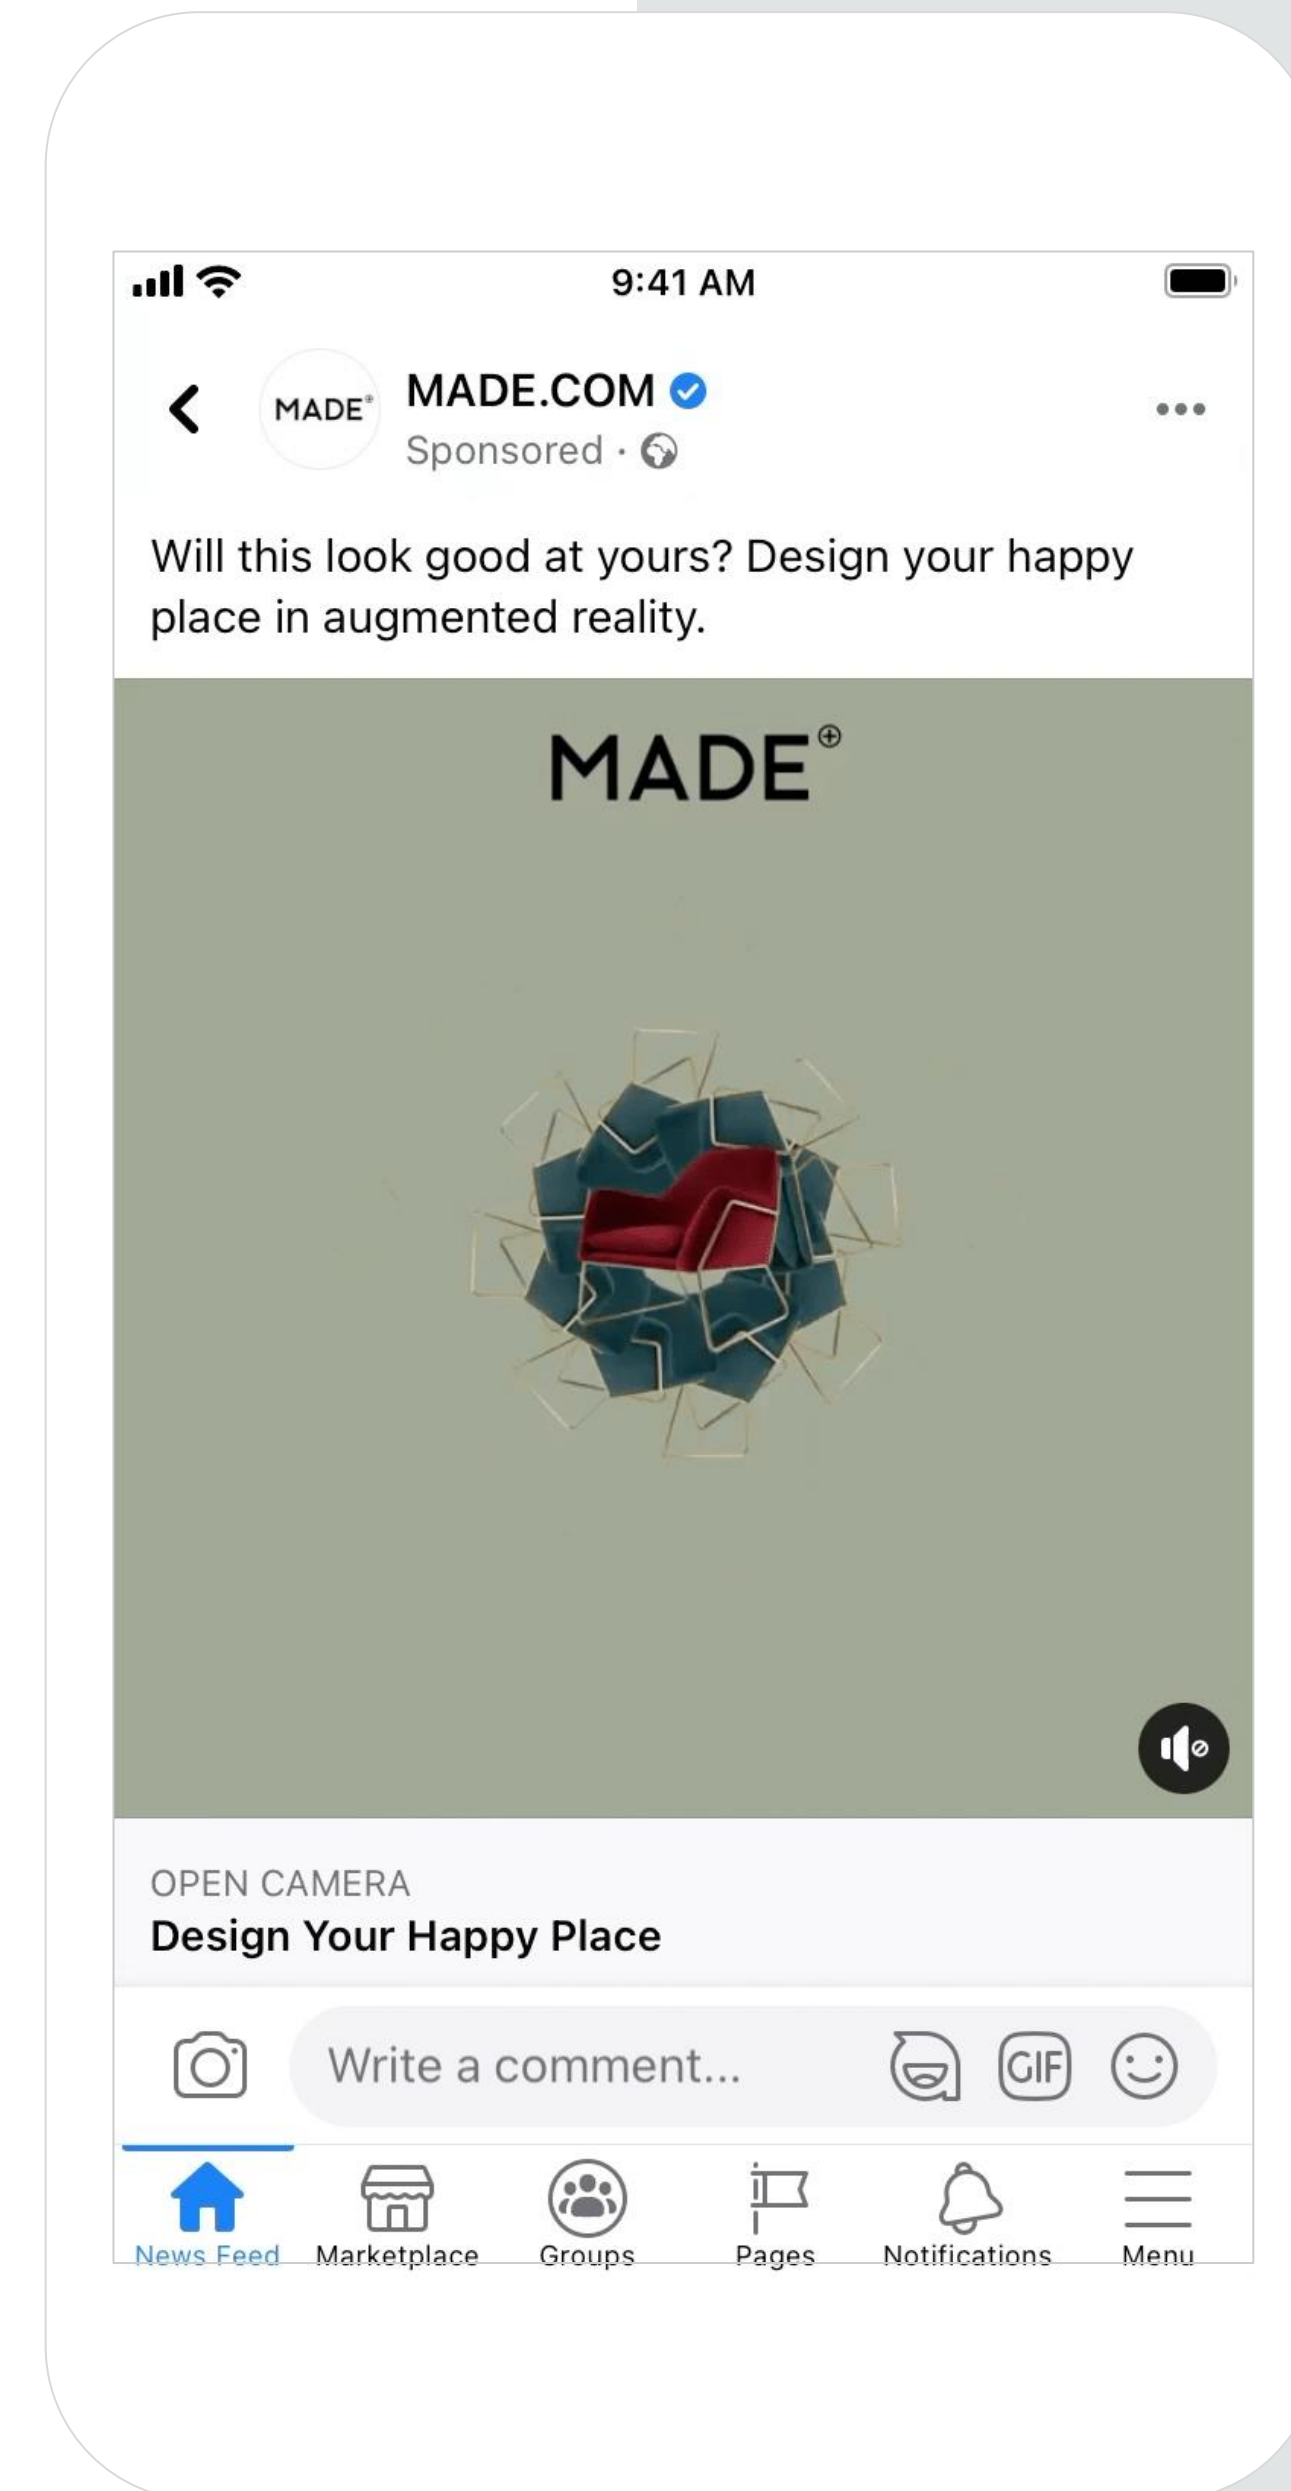 9:41 AM
MADE
MADE.COM
Sponsored ·
Will this look good at yours? Design your happy
place in augmented reality.
MADE
OPEN CAMERA
Design Your Happy Place
Write a comment...
GIF
News Feed Marketplace Groups Pages Notifications Menu